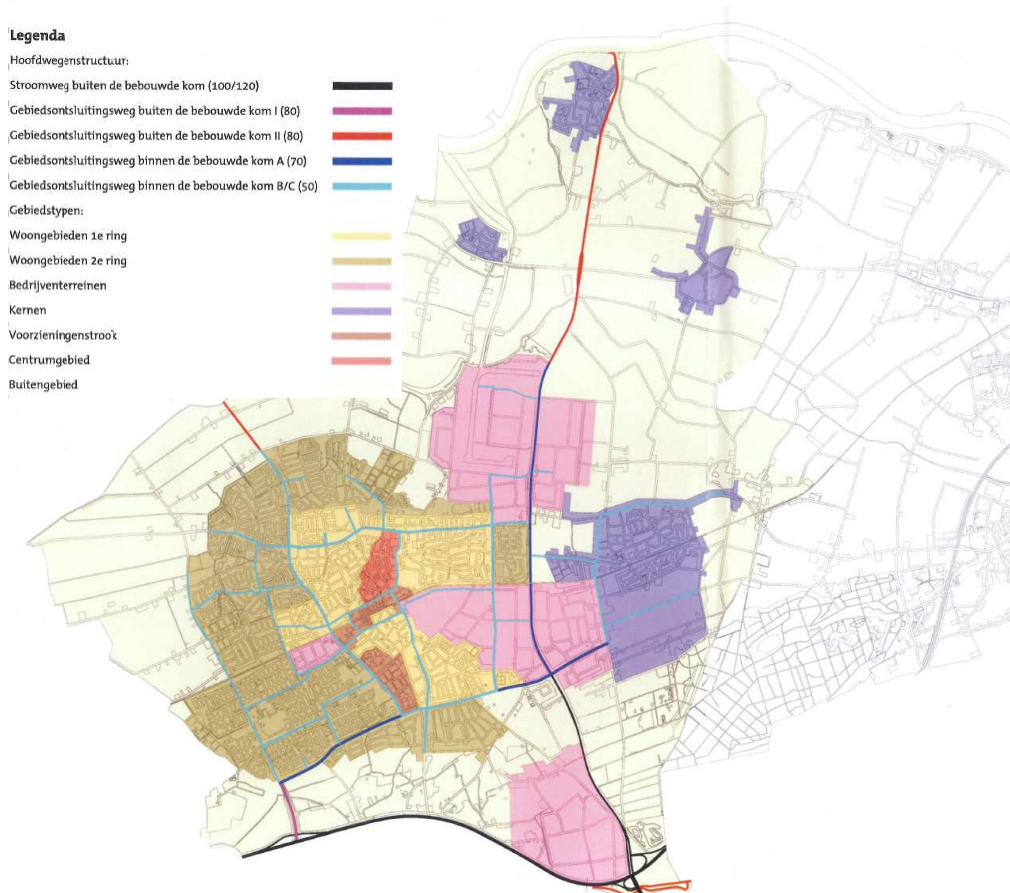 Legenda
Hoofdwegenstructuur:
Stroomweg buiten de bebouwde kom (100/120)
Gebiedsontsluitingsweg buiten de bebouwde kom I (80)
Gebiedsontsluitingsweg buiten de bebouwde kom II (80)
Gebiedsontsluitingsweg binnen de bebouwde kom A (70)
Gebiedsontsluitingsweg binnen de bebouwde kom B/C (50)
Gebiedstypen:
Woongebieden 1e ring
Woongebieden 2e ring
Bedrijventerreinen
Kernen
Voorzieningenstrook
Centrumgebied
Buitengebied